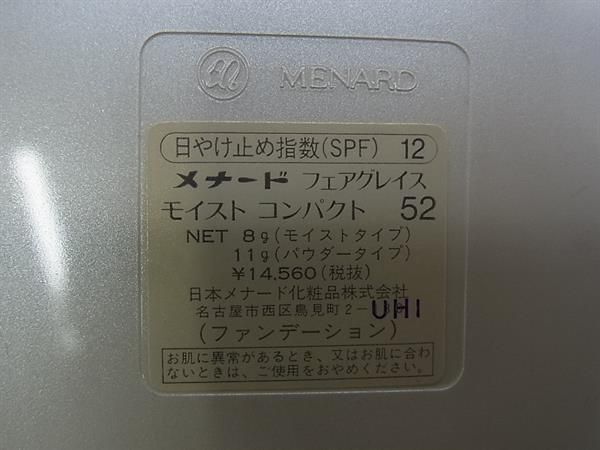 MENARD
日やけ止め指数(SPF) 12
メナード フェアグレイス
モイスト コンパクト 52
NET 8g(モイストタイプ)
11g(パウダータイプ)
¥14,560(税抜)
日本メナード化粧品株式会社
名古屋市西区鳥見町2-
UHI
(ファンデーション)
お肌に異常があるとき、又はお肌に合わ
ないときは、ご使用をおやめください。